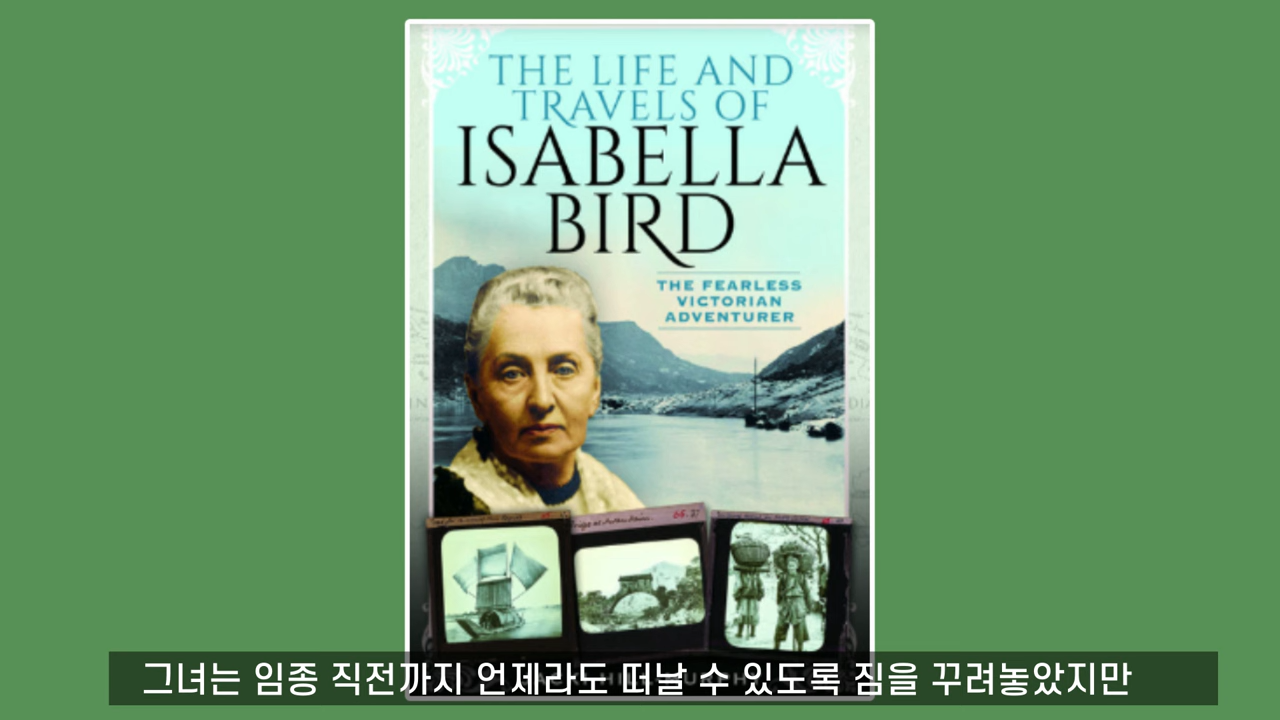 THE LIFE AND
TRAVELS OF
ISABELLA
BIRD
THE FEARLESS
VICTORIAN
ADVENTURER
68.27
그녀는 임종 직전까지 언제라도 떠날 수 있도록 짐을 꾸려놓았지만